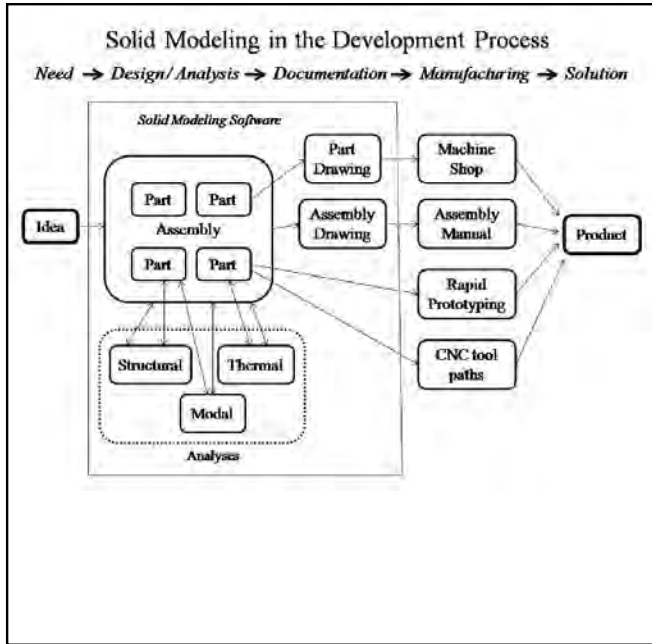 Solid Modeling in the Development Process
Need → Design/Analysis → Documentation → Manufacturing → Solution
Solid Modeling Software
Part
Drawing
Machine
Shop
Part
Part
Idea
Assembly
Assembly
Drawing
Assembly
Manual
Product
Part
Part
Rapid
Prototyping
Structural
Thermal
CNC tool
paths
Modal
Analyses